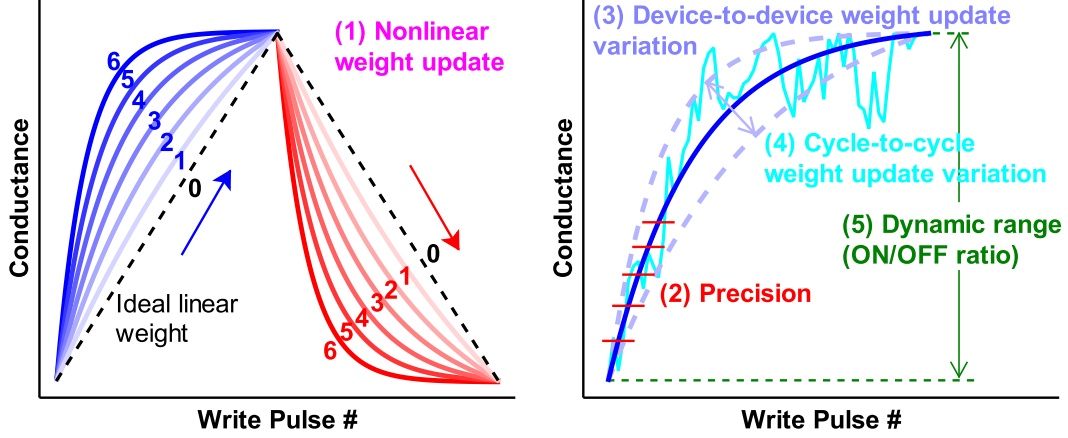 (1) Nonlinear
weight update
6
5
4
3
2
1
0
Ideal linear
weight
0
1
2
3
4
5
6
Conductance
Write Pulse #
(3) Device-to-device weight update
variation
(4) Cycle-to-cycle
weight update variation
(5) Dynamic range
(ON/OFF ratio)
(2) Precision
Conductance
Write Pulse #